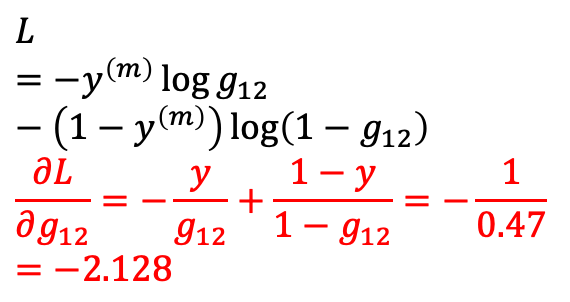 L
= −y^(m) log g₁₂
− (1 − y^(m)) log(1 − g₁₂)
∂L/∂g₁₂ = − y/g₁₂ + (1 − y)/(1 − g₁₂) = − 1/0.47
= −2.128